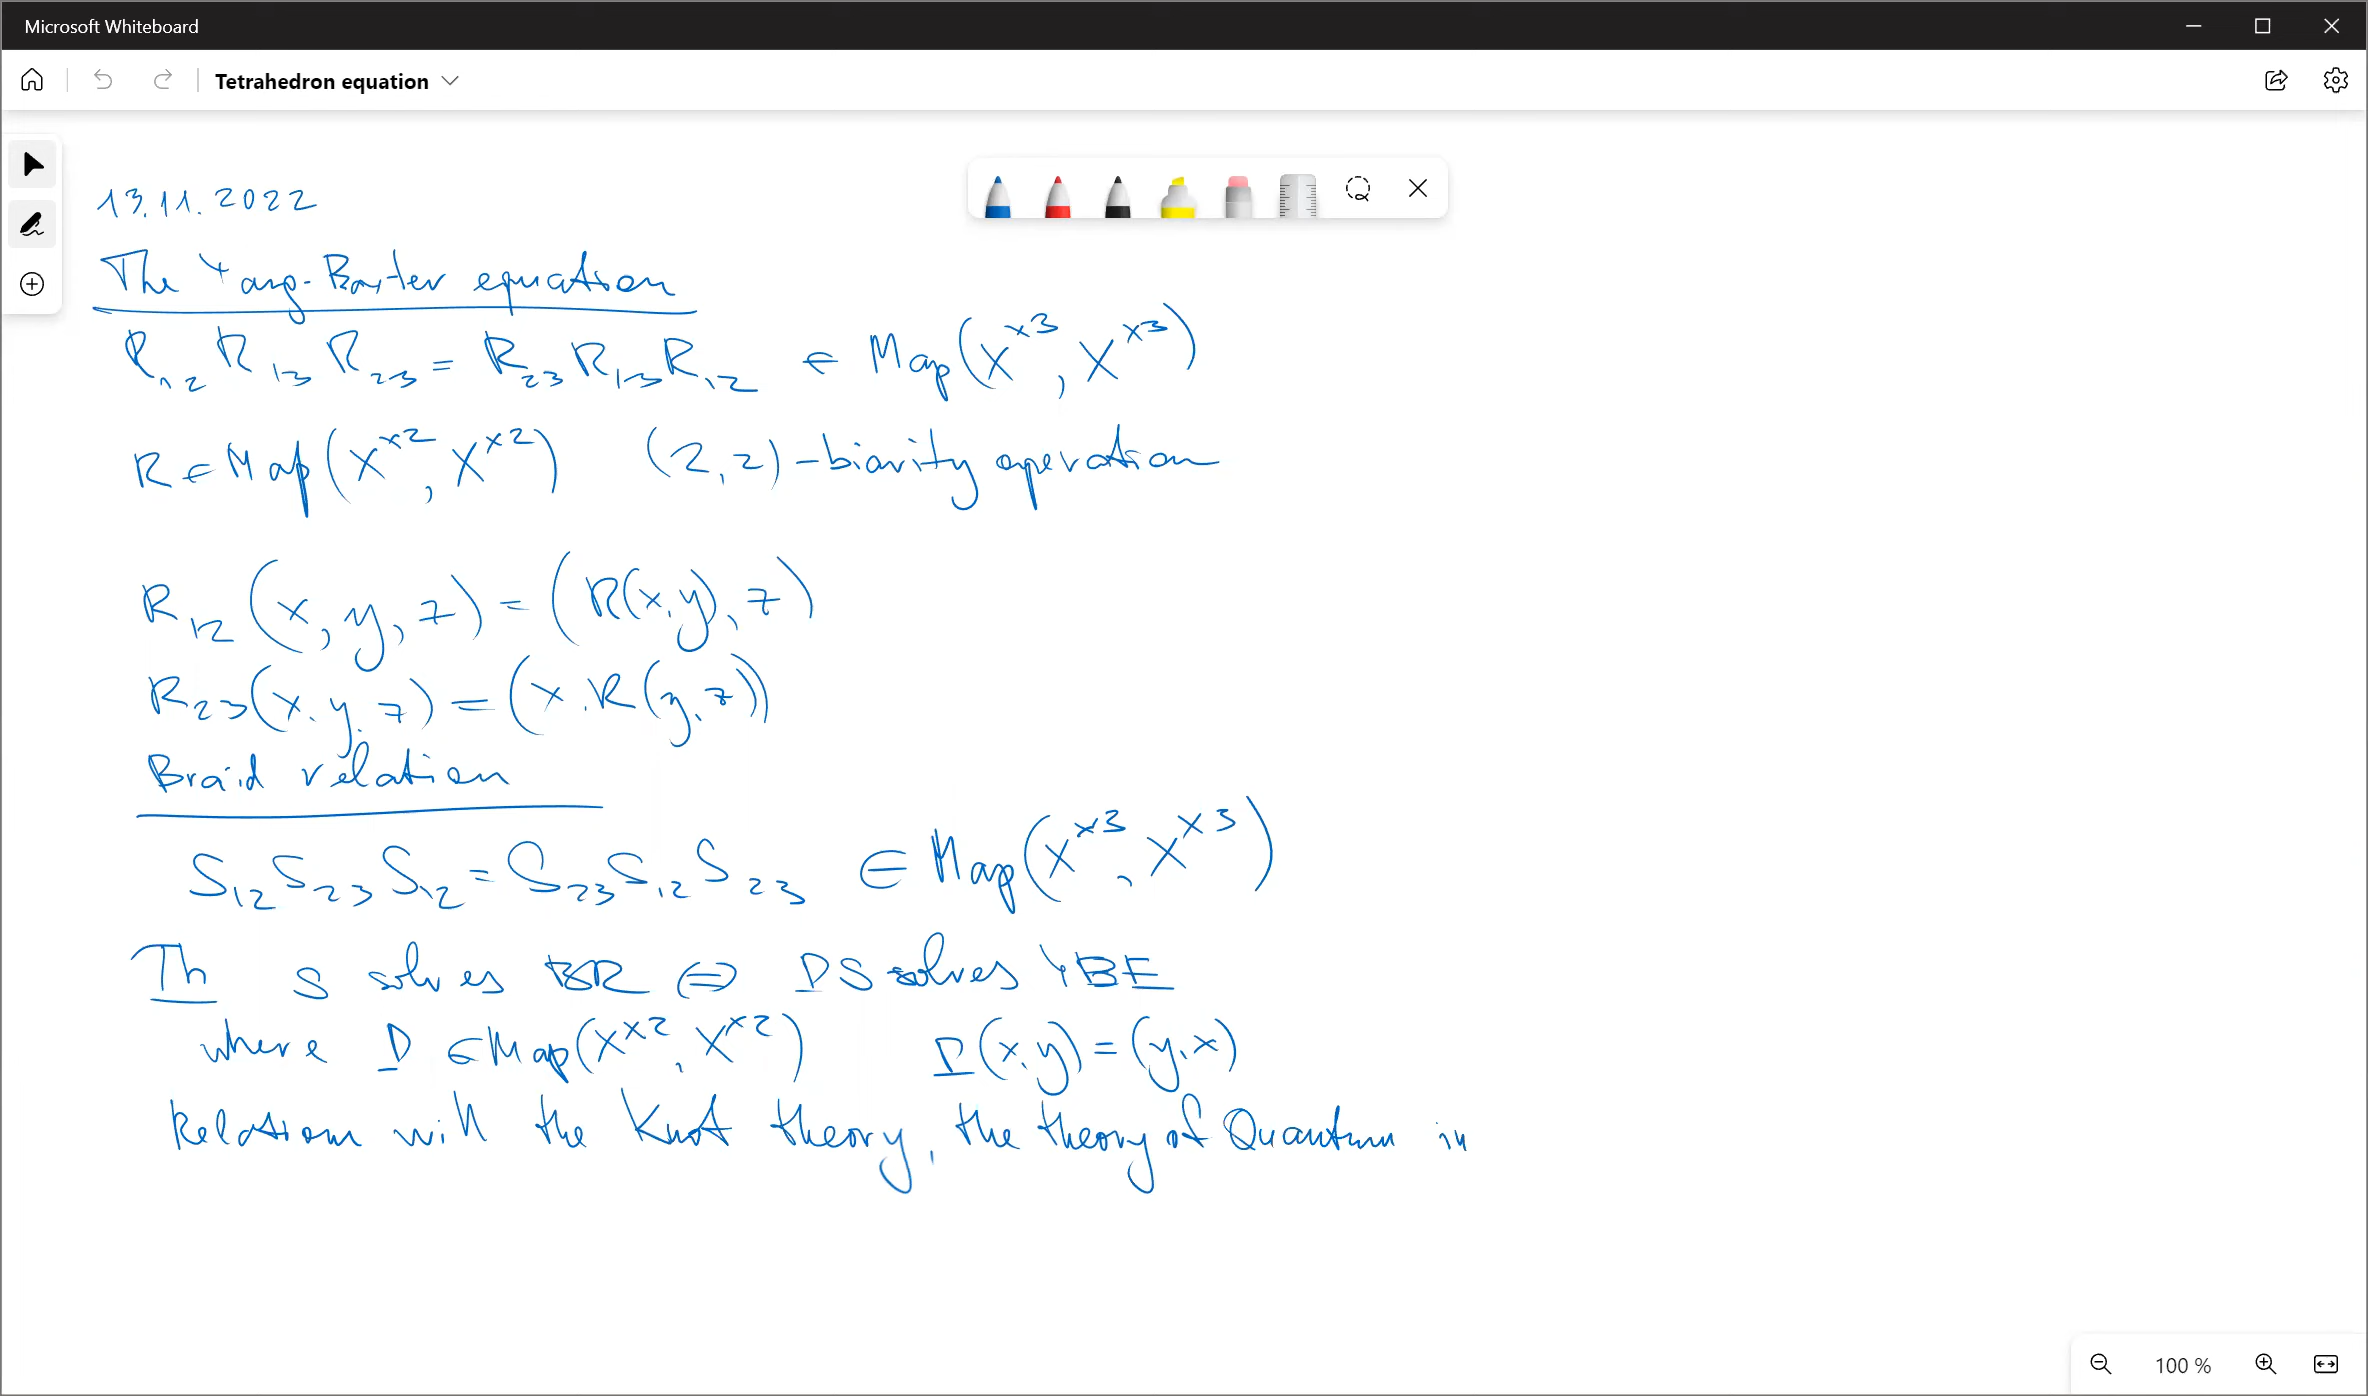 Microsoft Whiteboard
Tetrahedron equation
13.11.2022
The Yang-Baxter equation
R₁₂ R₁₃ R₂₃ = R₂₃ R₁₃ R₁₂ ∈ Map(X^×3, X^×3)
R ∈ Map(X^×2, X^×2) (2,2)-biarity operation
R₁₂(x, y, z) = (R(x,y), z)
R₂₃(x, y, z) = (x, R(y,z))
Braid relation
S₁₂ S₂₃ S₁₂ = S₂₃ S₁₂ S₂₃ ∈ Map(X^×3, X^×3)
Th S solves BR ⇔ PS solves YBE
where P ∈ Map(X^×2, X^×2) P(x,y) = (y,x)
Relation will the Knot theory, the theory of Quantum in
100 %